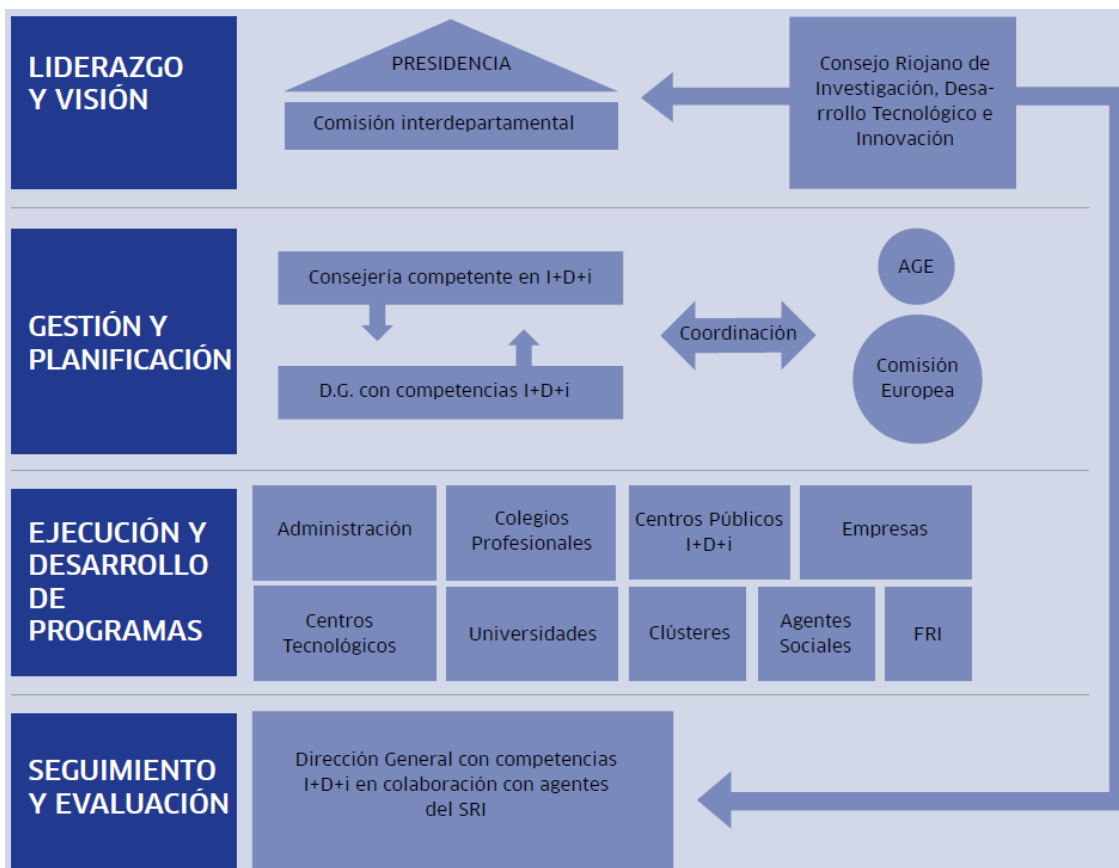 LIDERAZGO
Y VISIÓN
PRESIDENCIA
Comisión interdepartamental
Consejo Riojano de
Investigación, Desa-
rrollo Tecnológico e
Innovación
GESTIÓN Y
PLANIFICACIÓN
Consejería competente en I+D+i
D.G. con competencias I+D+i
Coordinación
AGE
Comisión
Europea
EJECUCIÓN Y
DESARROLLO
DE
PROGRAMAS
Administración
Colegios
Profesionales
Centros Públicos
I+D+i
Empresas
Centros
Tecnológicos
Universidades
Clústeres
Agentes
Sociales
FRI
SEGUIMIENTO
Y EVALUACIÓN
Dirección General con competencias
I+D+i en colaboración con agentes
del SRI